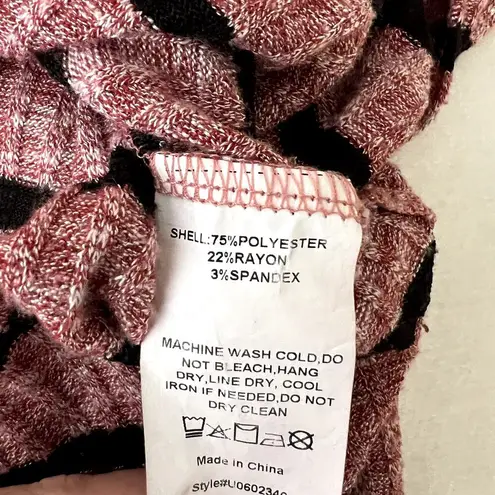 SHELL:75%POLYESTER
22%RAYON
3%SPANDEX
MACHINE WASH COLD,DO
NOT BLEACH,HANG
DRY,LINE DRY, COOL
IRON IF NEEDED,DO NOT
DRY CLEAN
Made in China